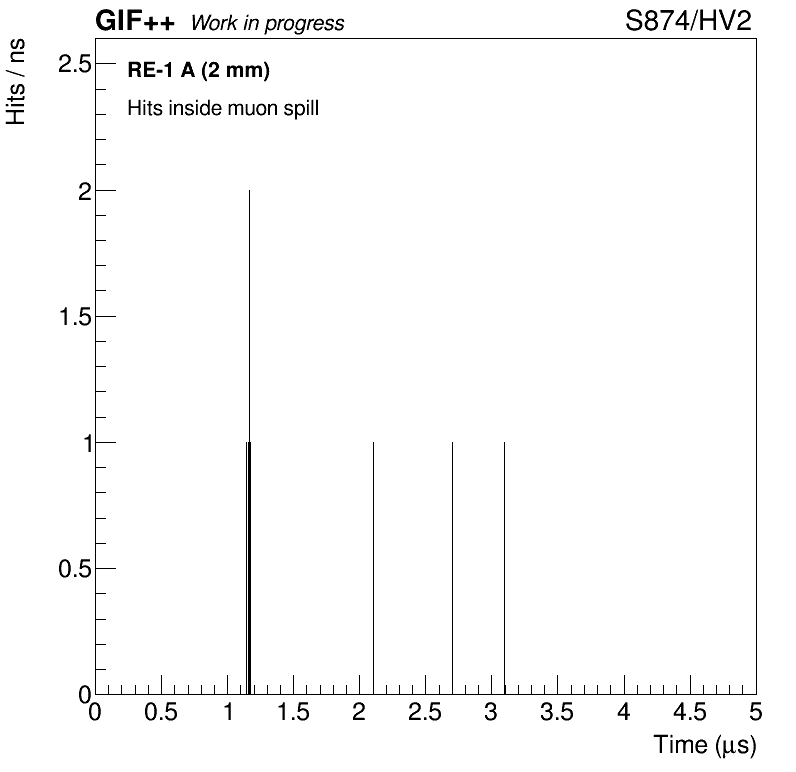 GIF++ Work in progress S874/HV2
Hits / ns
RE-1 A (2 mm)
Hits inside muon spill
2.5
2
1.5
1
0.5
0
0 0.5 1 1.5 2 2.5 3 3.5 4 4.5 5
Time (μs)